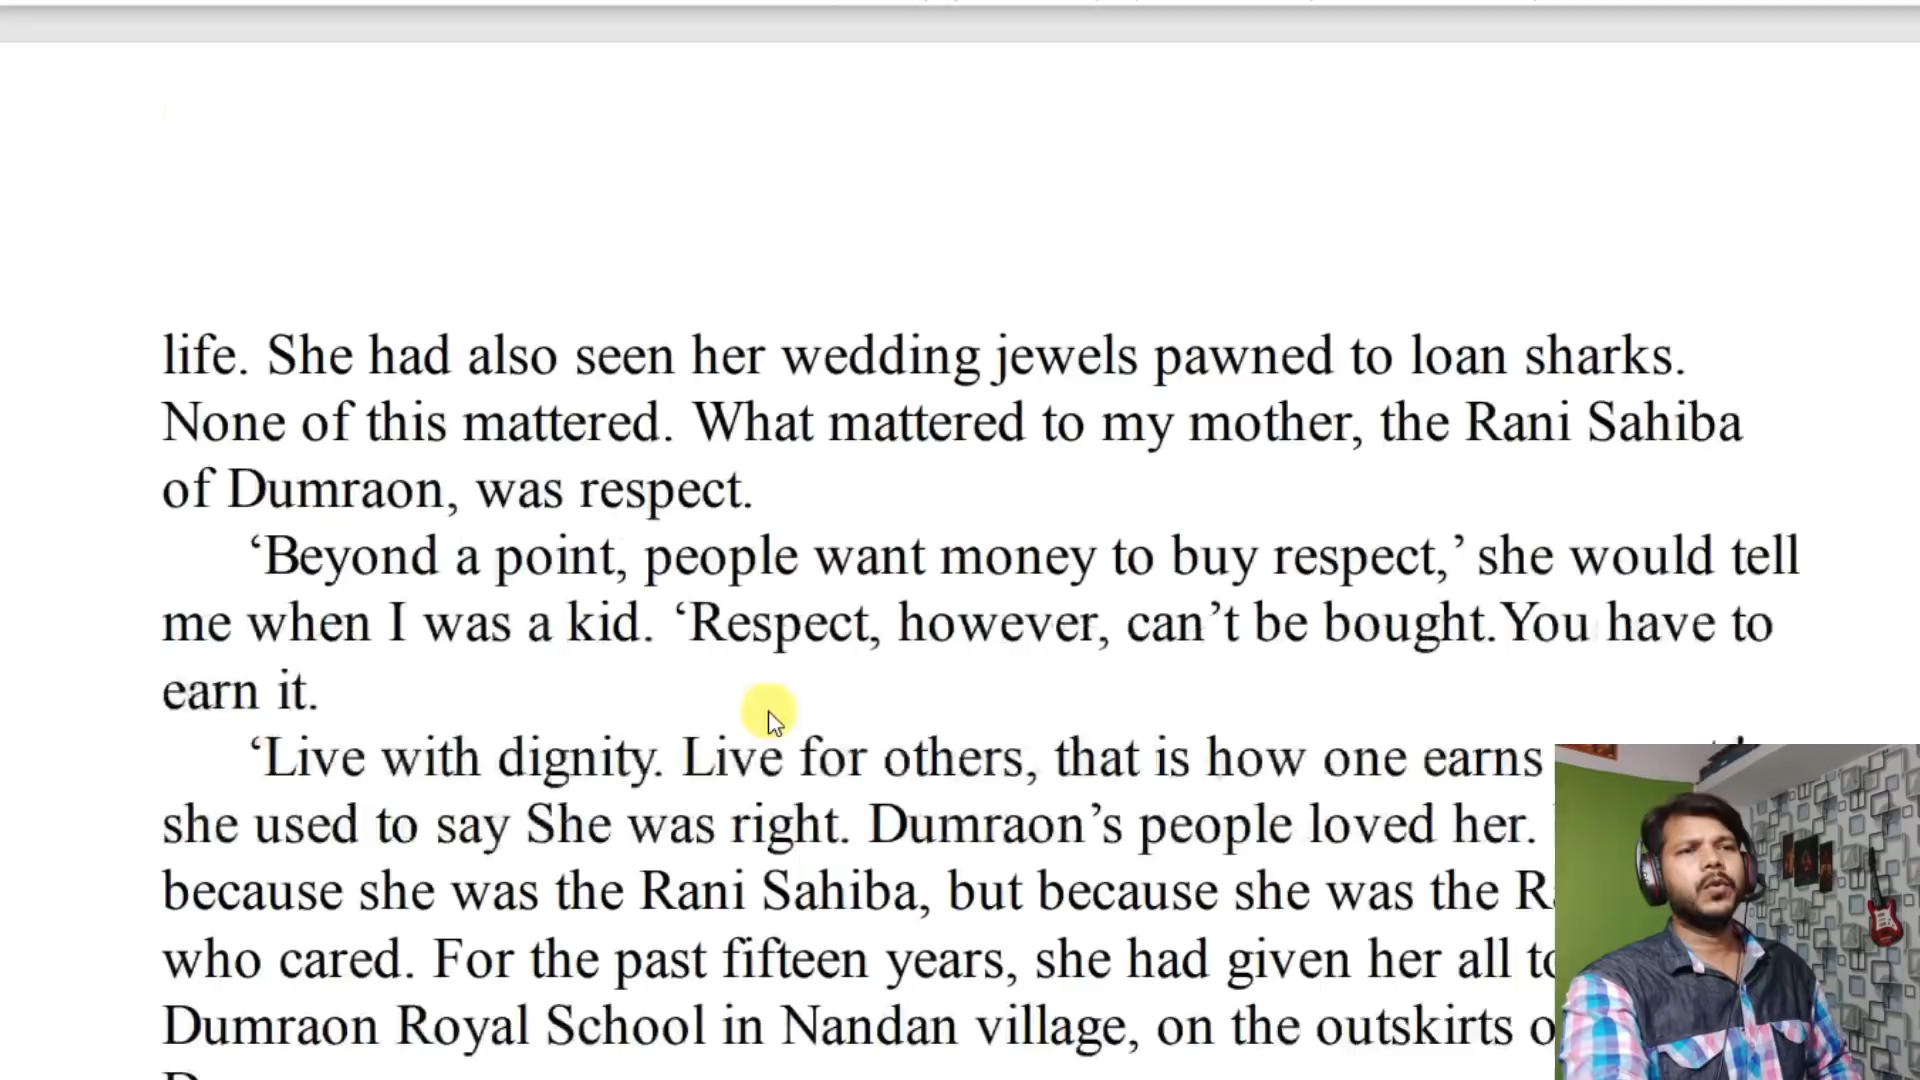 life. She had also seen her wedding jewels pawned to loan sharks.
None of this mattered. What mattered to my mother, the Rani Sahiba
of Dumraon, was respect.
‘Beyond a point, people want money to buy respect,’ she would tell
me when I was a kid. ‘Respect, however, can’t be bought.You have to
earn it.
‘Live with dignity. Live for others, that is how one earns
she used to say She was right. Dumraon’s people loved her.
because she was the Rani Sahiba, but because she was the
who cared. For the past fifteen years, she had given her all
Dumraon Royal School in Nandan village, on the outskirts